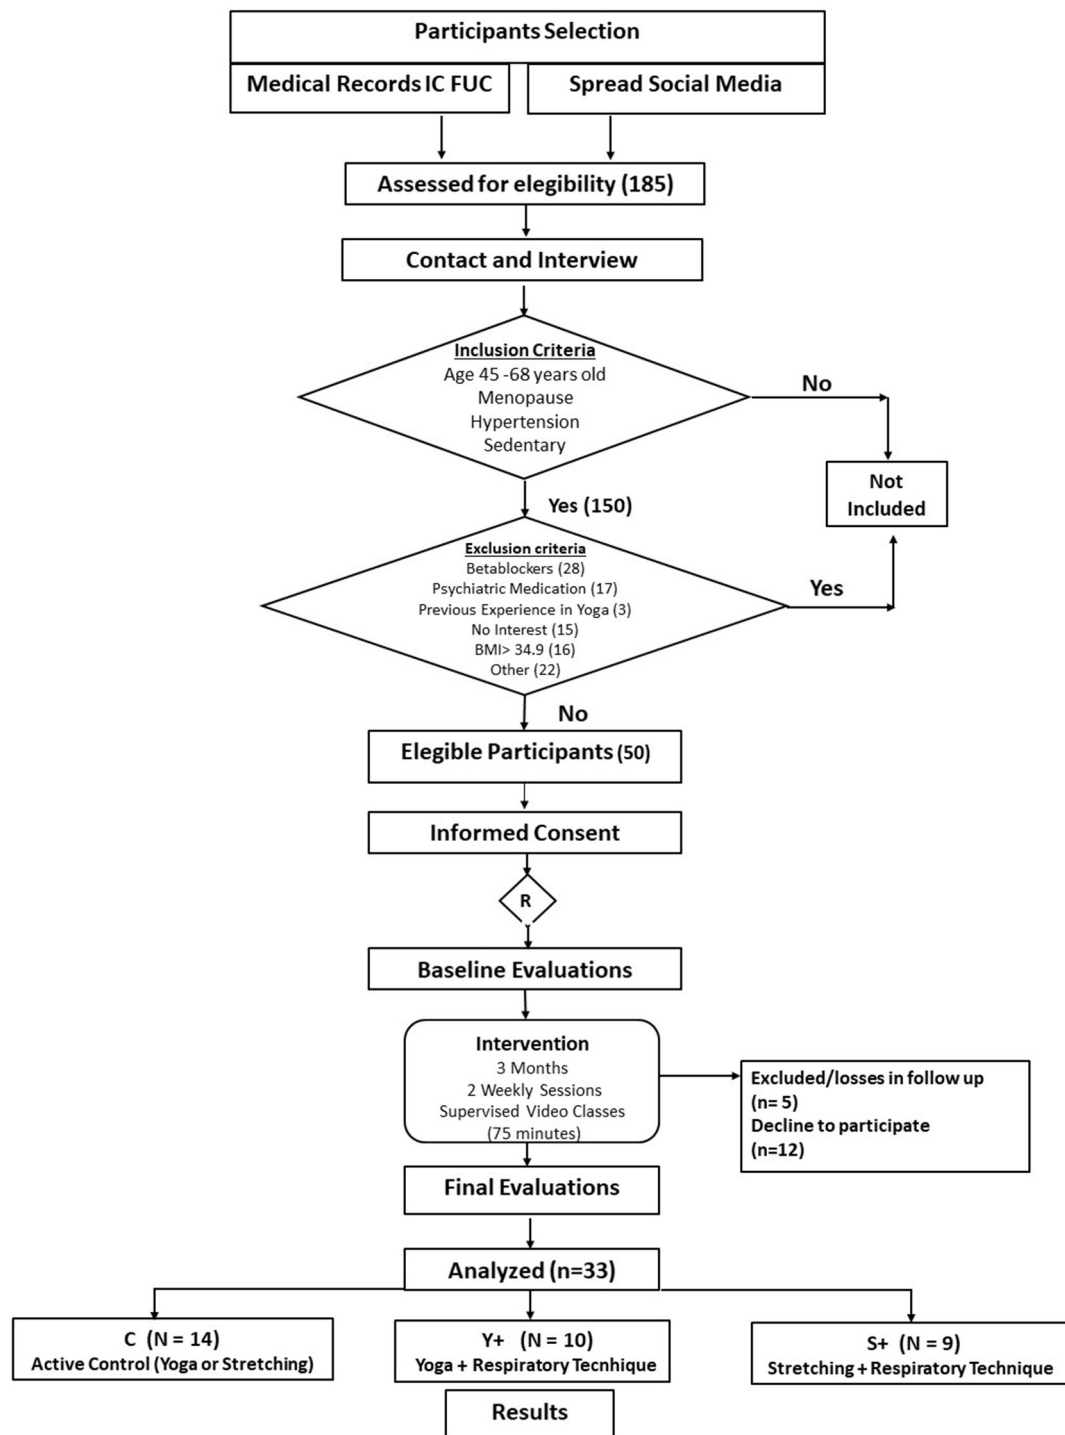 Participants Selection
Medical Records IC FUC
Spread Social Media
Assessed for elegibility (185)
Contact and Interview
Inclusion Criteria
Age 45 -68 years old
Menopause
Hypertension
Sedentary
No
Not
Included
Yes (150)
Exclusion criteria
Betablockers (28)
Psychiatric Medication (17)
Previous Experience in Yoga (3)
No Interest (15)
BMI> 34.9 (16)
Other (22)
Yes
No
Elegible Participants (50)
Informed Consent
R
Baseline Evaluations
Intervention
3 Months
2 Weekly Sessions
Supervised Video Classes
(75 minutes)
Excluded/losses in follow up
(n= 5)
Decline to participate
(n=12)
Final Evaluations
Analyzed (n=33)
C (N = 14)
Active Control (Yoga or Stretching)
Y+ (N = 10)
Yoga + Respiratory Tecnhique
S+ (N = 9)
Stretching + Respiratory Technique
Results